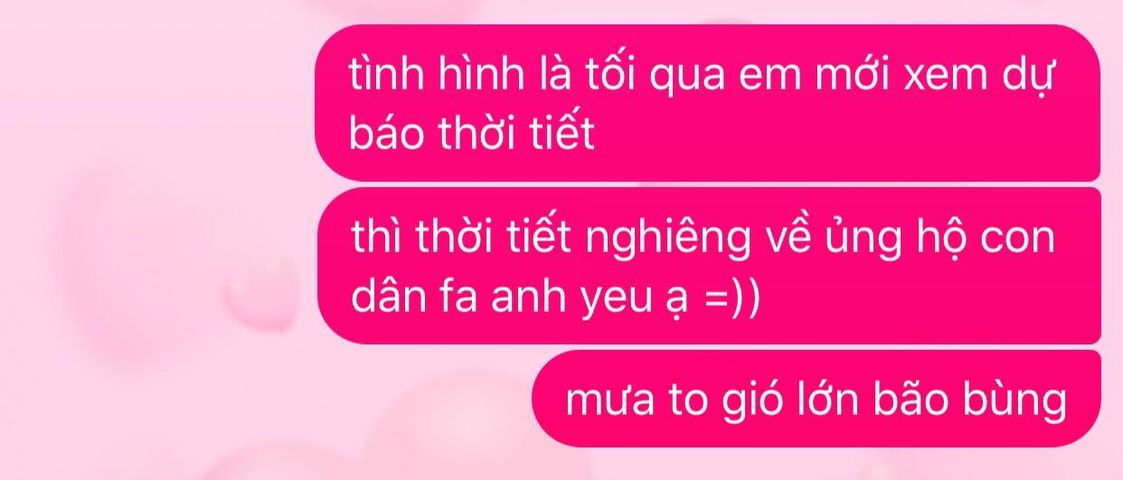 tình hình là tối qua em mới xem dự
báo thời tiết
thì thời tiết nghiêng về ủng hộ con
dân fa anh yeu ạ =))
mưa to gió lớn bão bùng